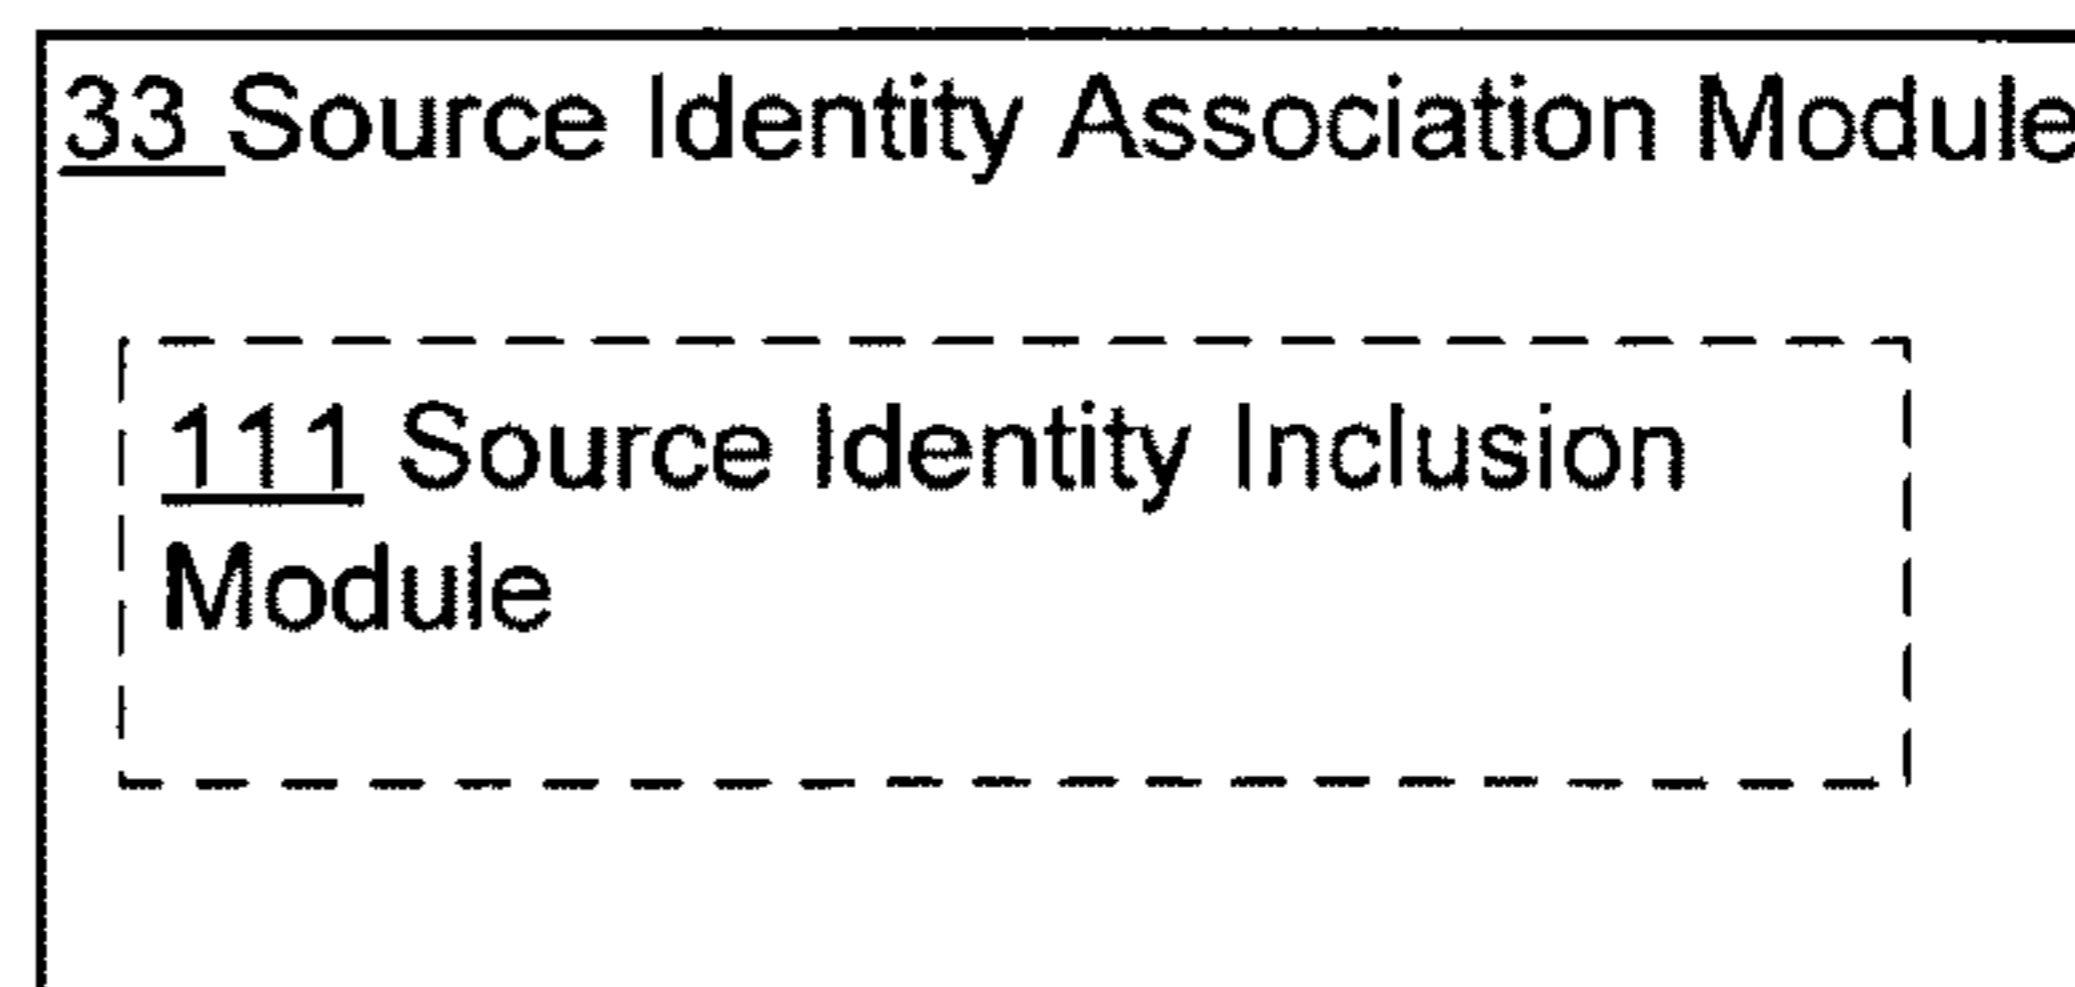 33 Source Identity Association Module
111 Source Identity Inclusion
Module